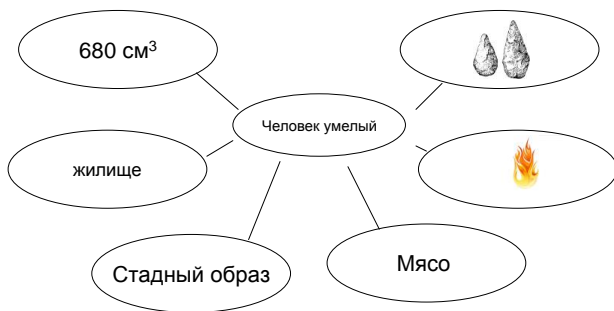 680 см³
Человек умелый
жилище
Стадный образ
Мясо